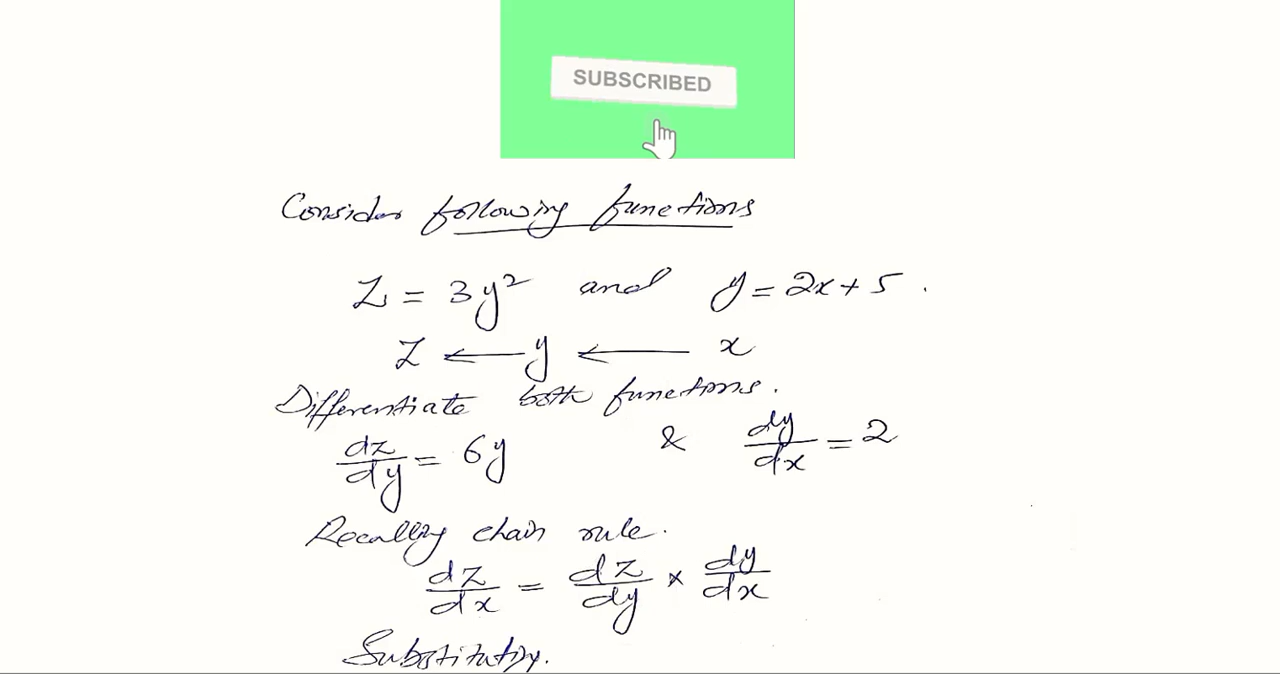 SUBSCRIBED
Consider following functions
Z = 3y² and y = 2x + 5 .
Z ← y ← x
Differentiate both functions.
dz/dy = 6y & dy/dx = 2
Recalling chain rule.
dz/dx = dz/dy × dy/dx
Substituting.